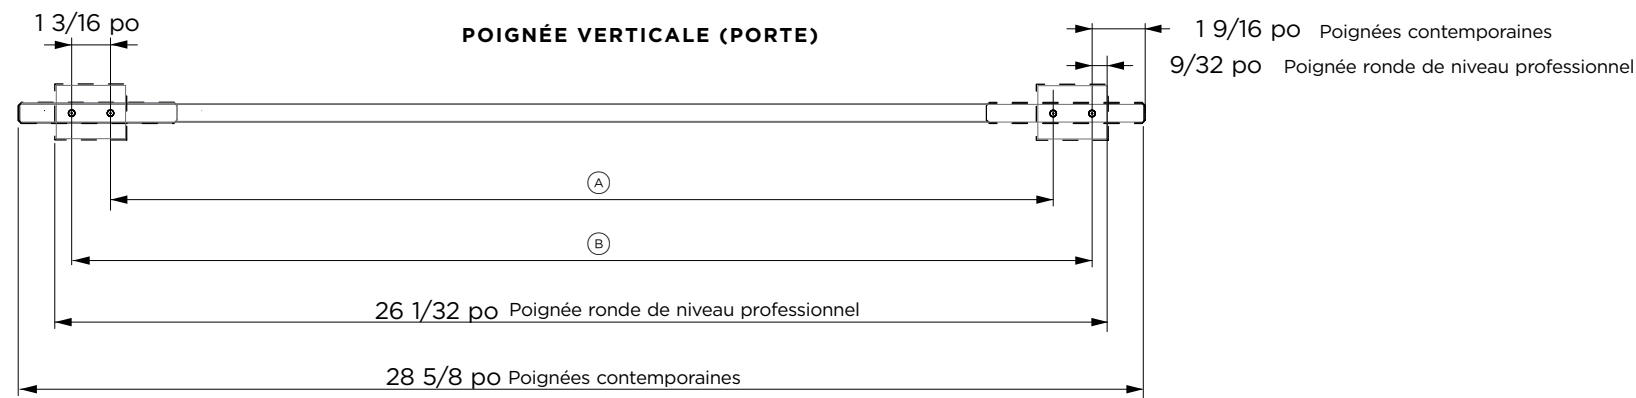 1 3/16 po
POIGNÉE VERTICALE (PORTE)
1 9/16 po Poignées contemporaines
9/32 po Poignée ronde de niveau professionnel
A
B
26 1/32 po Poignée ronde de niveau professionnel
28 5/8 po Poignées contemporaines